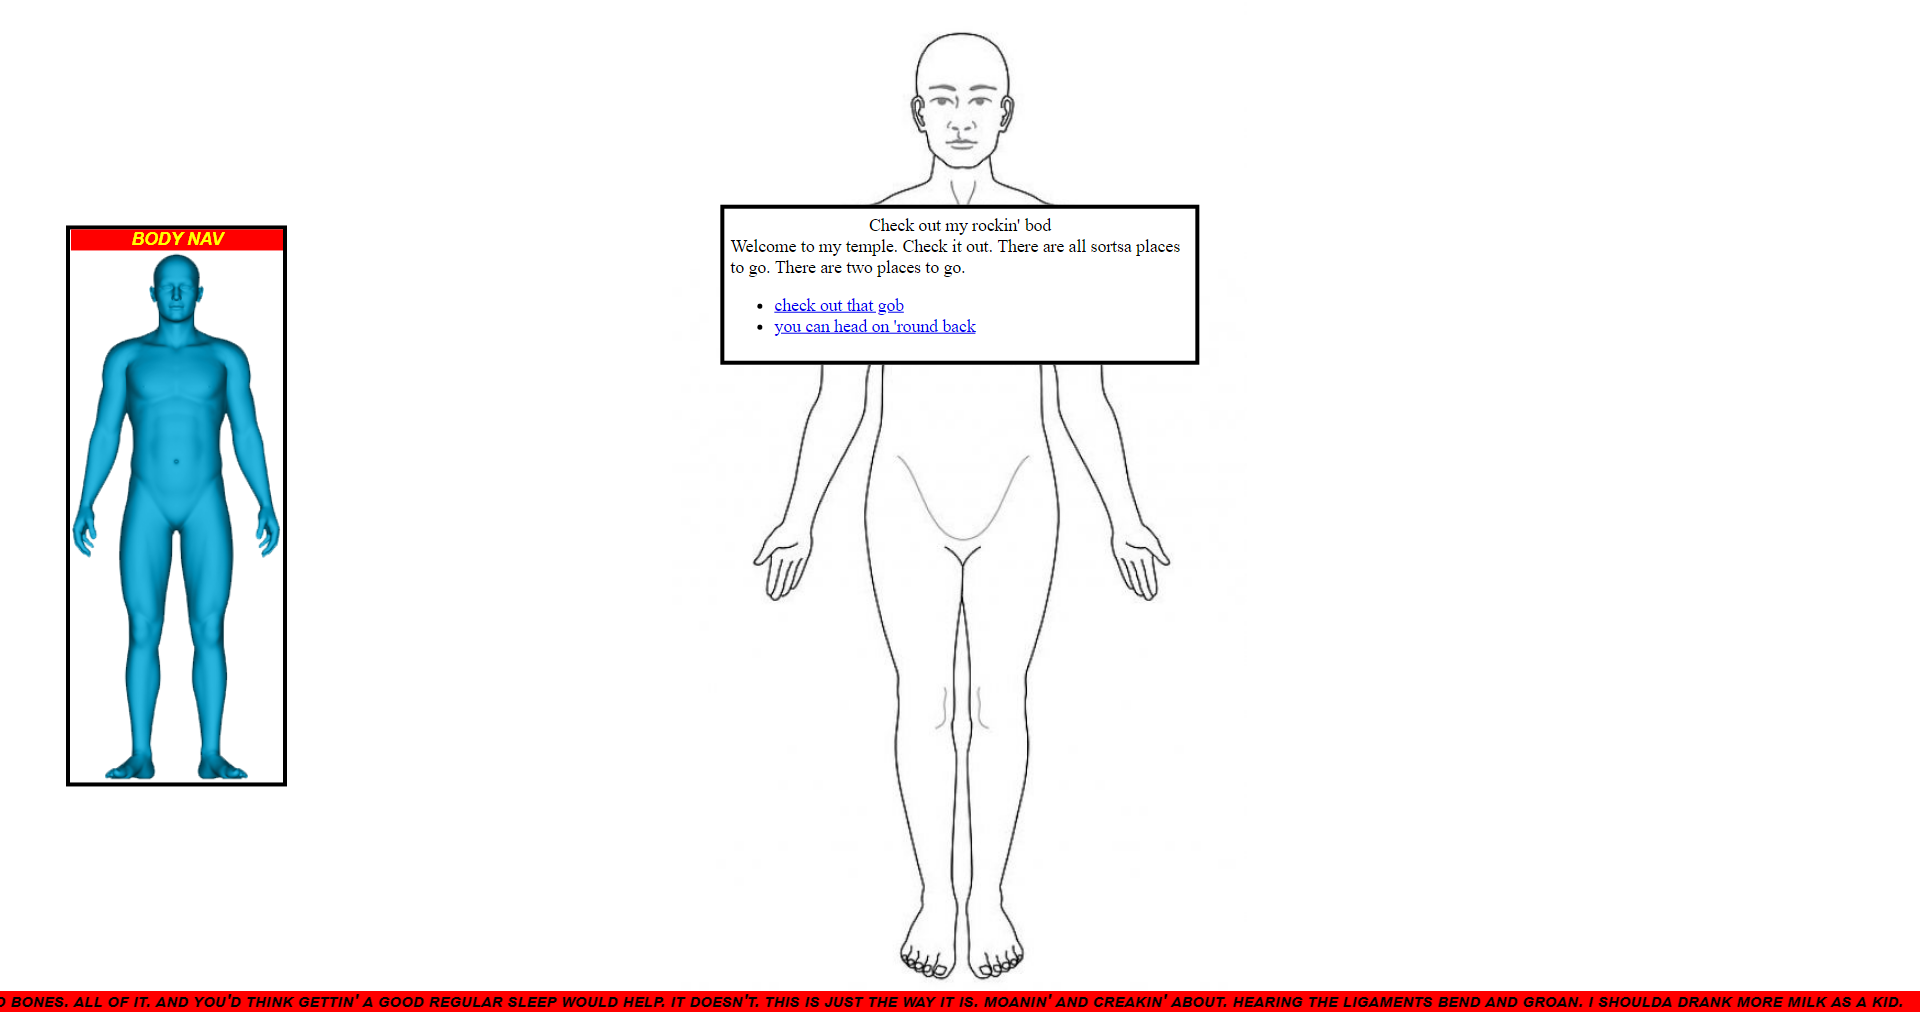 BODY NAV
Check out my rockin' bod
Welcome to my temple. Check it out. There are all sortsa places
to go. There are two places to go.
check out that gob
you can head on 'round back
BONES. ALL OF IT. AND YOU'D THINK GETTIN' A GOOD REGULAR SLEEP WOULD HELP. IT DOESN'T. THIS IS JUST THE WAY IT IS. MOANIN' AND CREAKIN' ABOUT. HEARING THE LIGAMENTS BEND AND GROAN. I SHOULDA DRANK MORE MILK AS A KID.